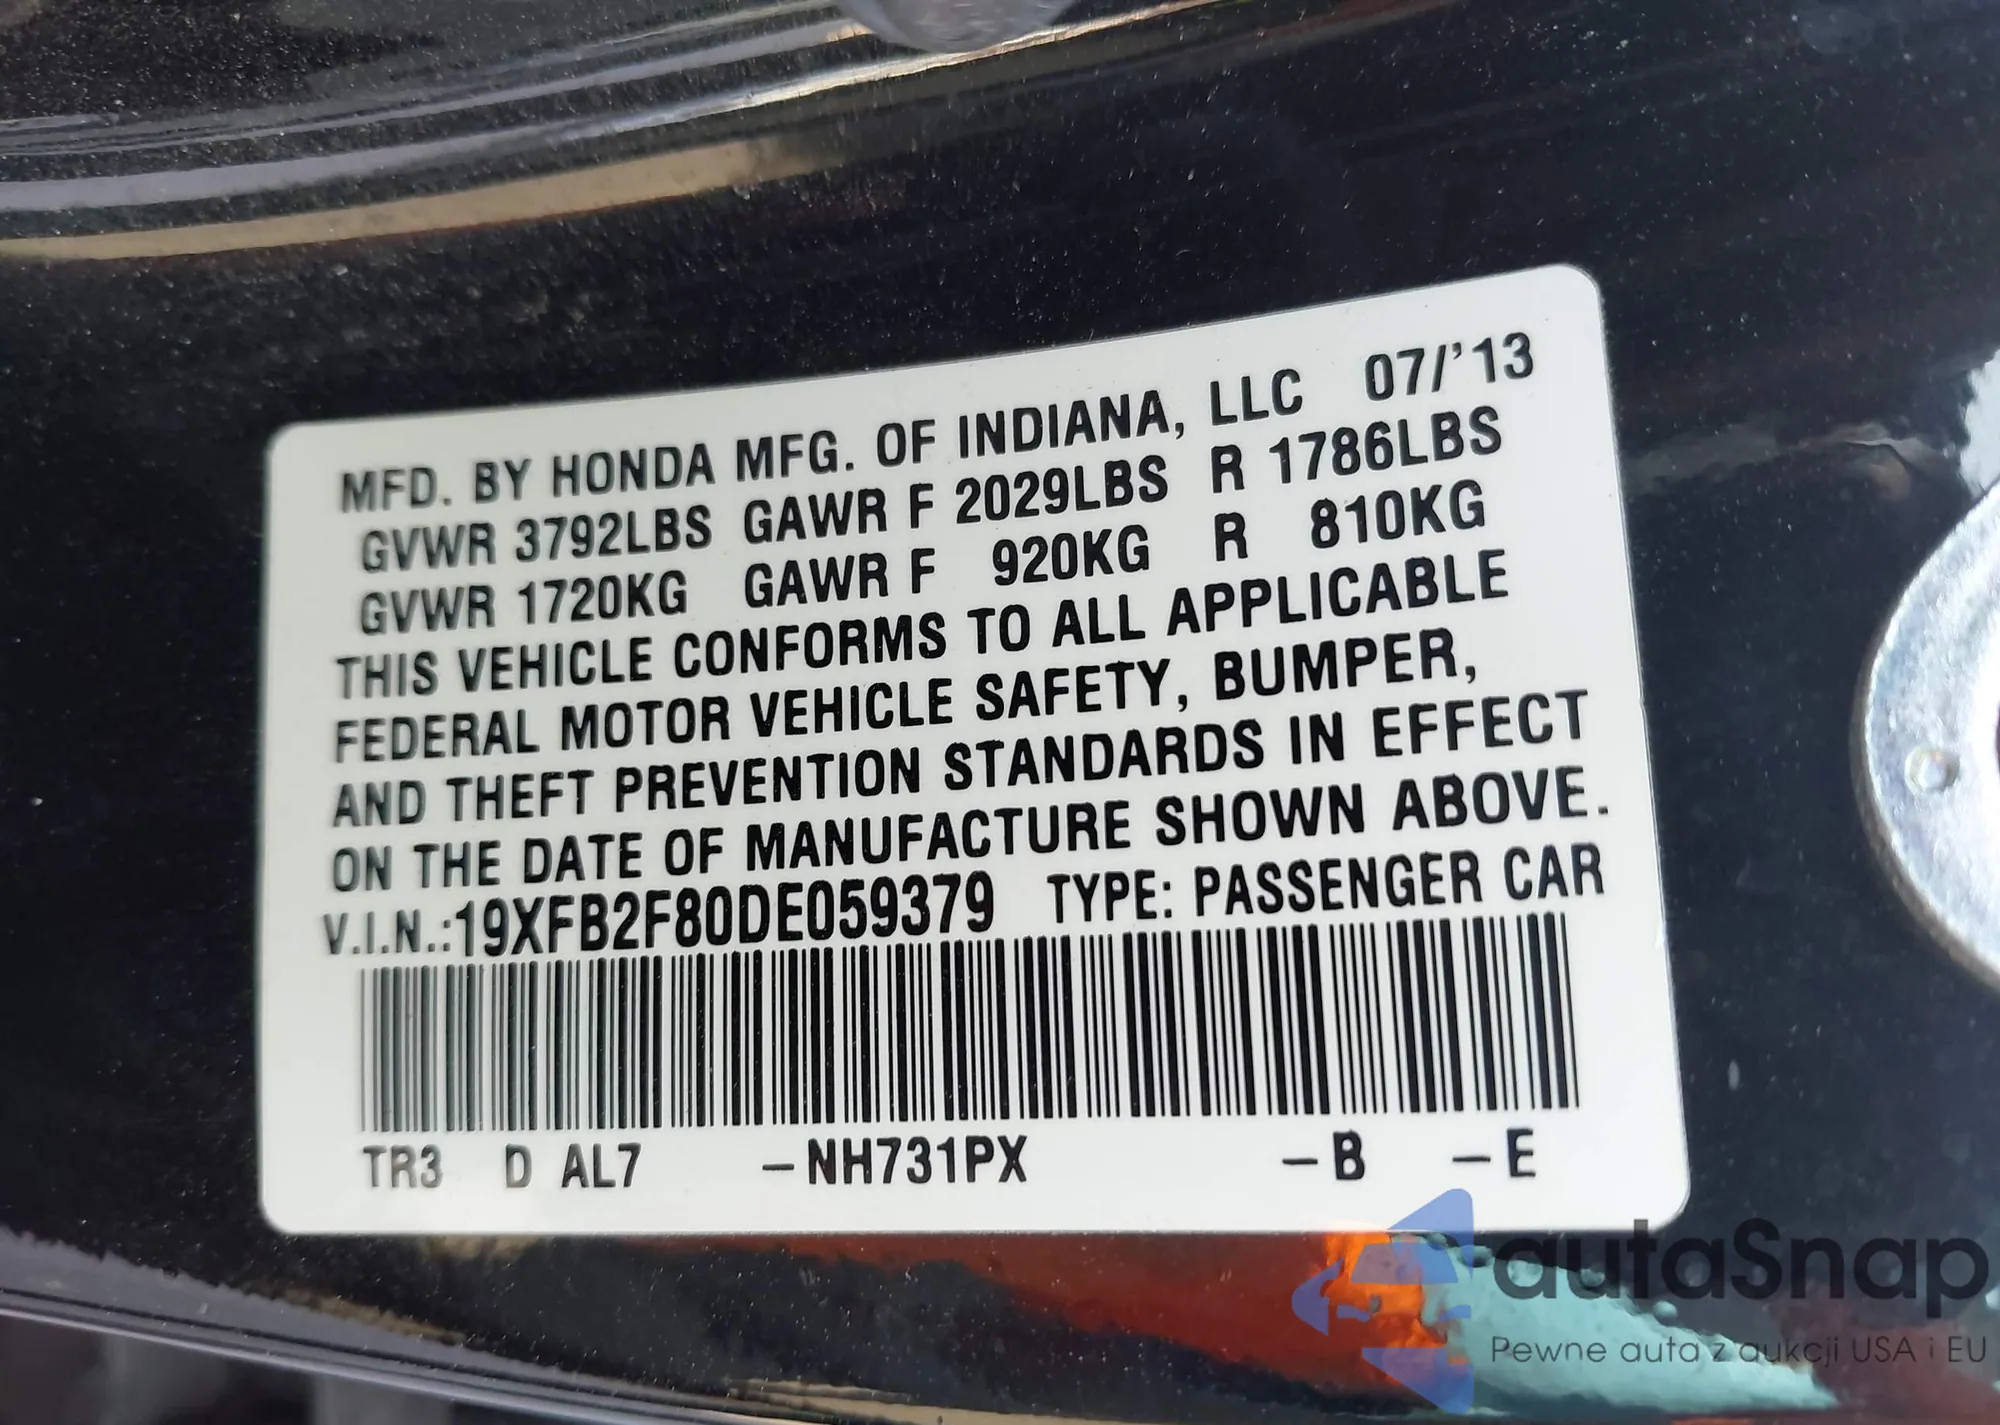 MFD. BY HONDA MFG. OF INDIANA, LLC 07/'13
GVWR 3792LBS GAWR F 2029LBS R 1786LBS
GVWR 1720KG GAWR F 920KG R 810KG
THIS VEHICLE CONFORMS TO ALL APPLICABLE
FEDERAL MOTOR VEHICLE SAFETY, BUMPER,
AND THEFT PREVENTION STANDARDS IN EFFECT
ON THE DATE OF MANUFACTURE SHOWN ABOVE.
V.I.N.:19XFB2F80DE059379 TYPE: PASSENGER CAR
TR3 D AL7 –NH731PX –B –E
autaSnap
Pewne auta z aukcji USA i EU